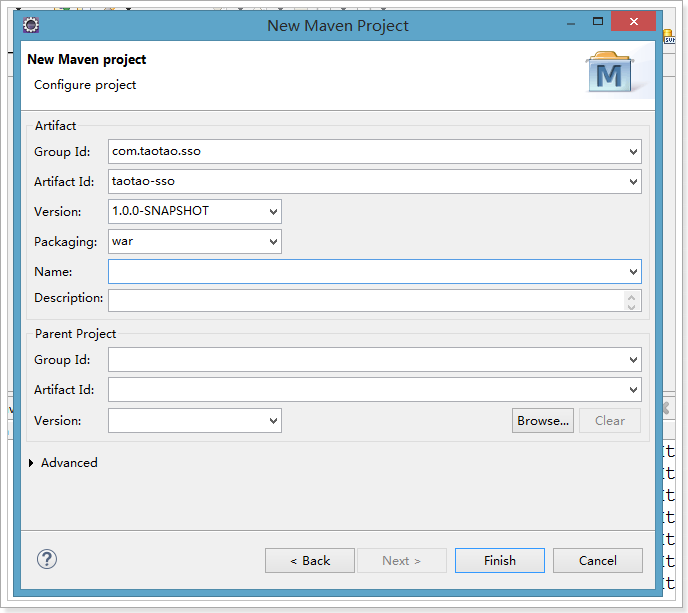 New Maven Project
New Maven project
Configure project
M
Artifact
Group Id: com.taotao.sso
Artifact Id: taotao-sso
Version: 1.0.0-SNAPSHOT
Packaging: war
Name:
Description:
Parent Project
Group Id:
Artifact Id:
Version: Browse... Clear
Advanced
? < Back Next > Finish Cancel